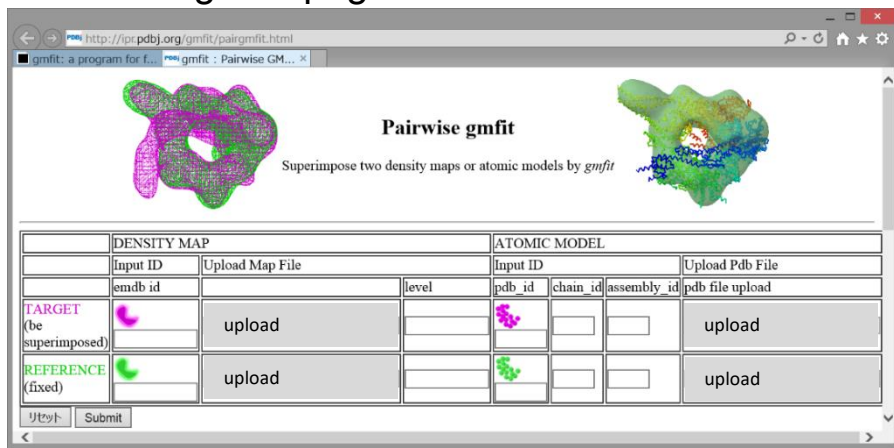 http://ipr.pdbj.org/gmfit/pairgmfit.html
gmfit: a program for f... gmfit : Pairwise GM... ×
Pairwise gmfit
Superimpose two density maps or atomic models by gmfit
DENSITY MAP ATOMIC MODEL
Input ID Upload Map File Input ID Upload Pdb File
emdb id level pdb_id chain_id assembly_id pdb file upload
TARGET
(be
superimposed)
upload upload
REFERENCE
(fixed)
upload upload
リセット Submit